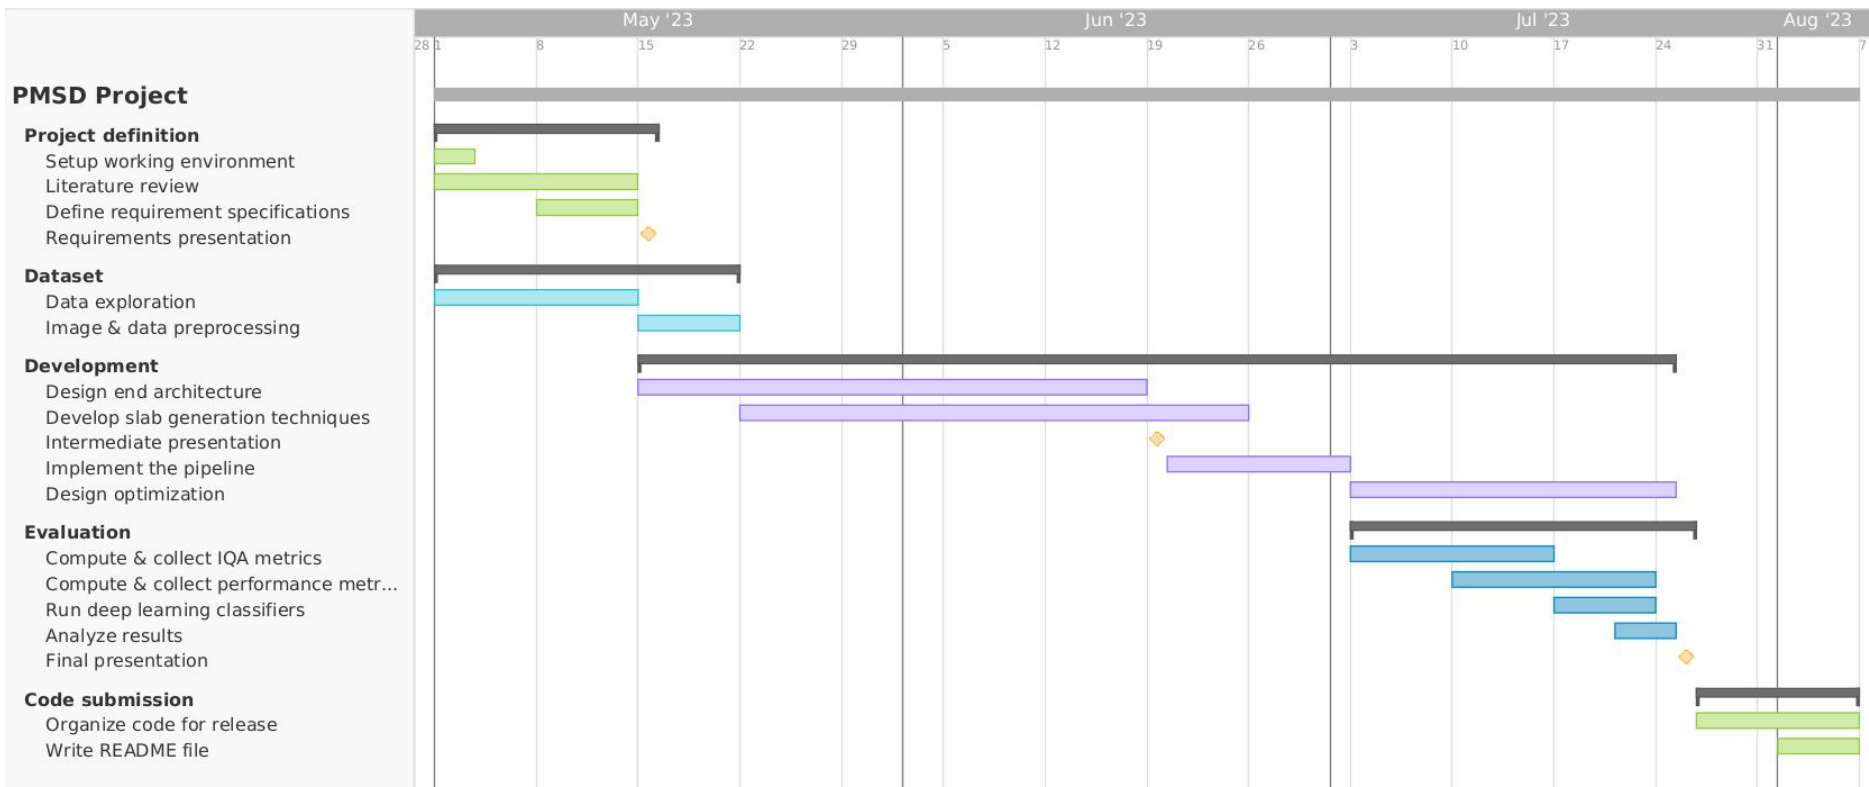 May '23 Jun '23 Jul '23 Aug '23
28 1 8 15 22 29 5 12 19 26 3 10 17 24 31 7
PMSD Project
Project definition
Setup working environment
Literature review
Define requirement specifications
Requirements presentation
Dataset
Data exploration
Image & data preprocessing
Development
Design end architecture
Develop slab generation techniques
Intermediate presentation
Implement the pipeline
Design optimization
Evaluation
Compute & collect IQA metrics
Compute & collect performance metr...
Run deep learning classifiers
Analyze results
Final presentation
Code submission
Organize code for release
Write README file